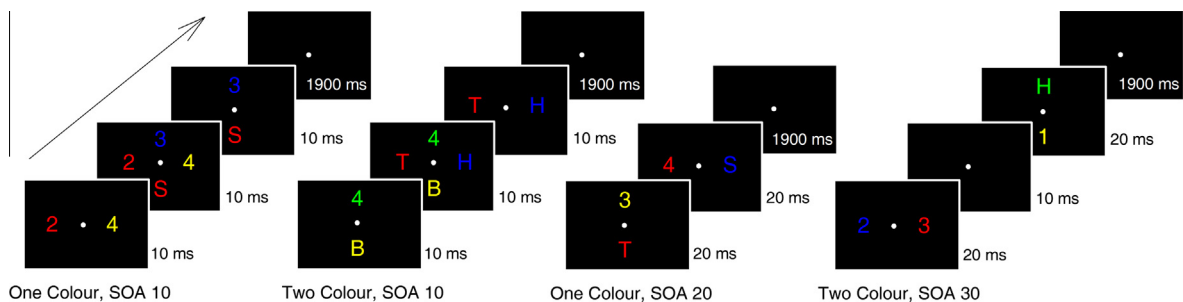 3
S
10 ms
1900 ms
3
2 4
S
10 ms
2 4
10 ms
One Colour, SOA 10
1900 ms
T H
10 ms
4
T H
B
10 ms
4
B
10 ms
Two Colour, SOA 10
1900 ms
4 S
20 ms
3
T
20 ms
One Colour, SOA 20
1900 ms
H
1
20 ms
10 ms
2 3
20 ms
Two Colour, SOA 30